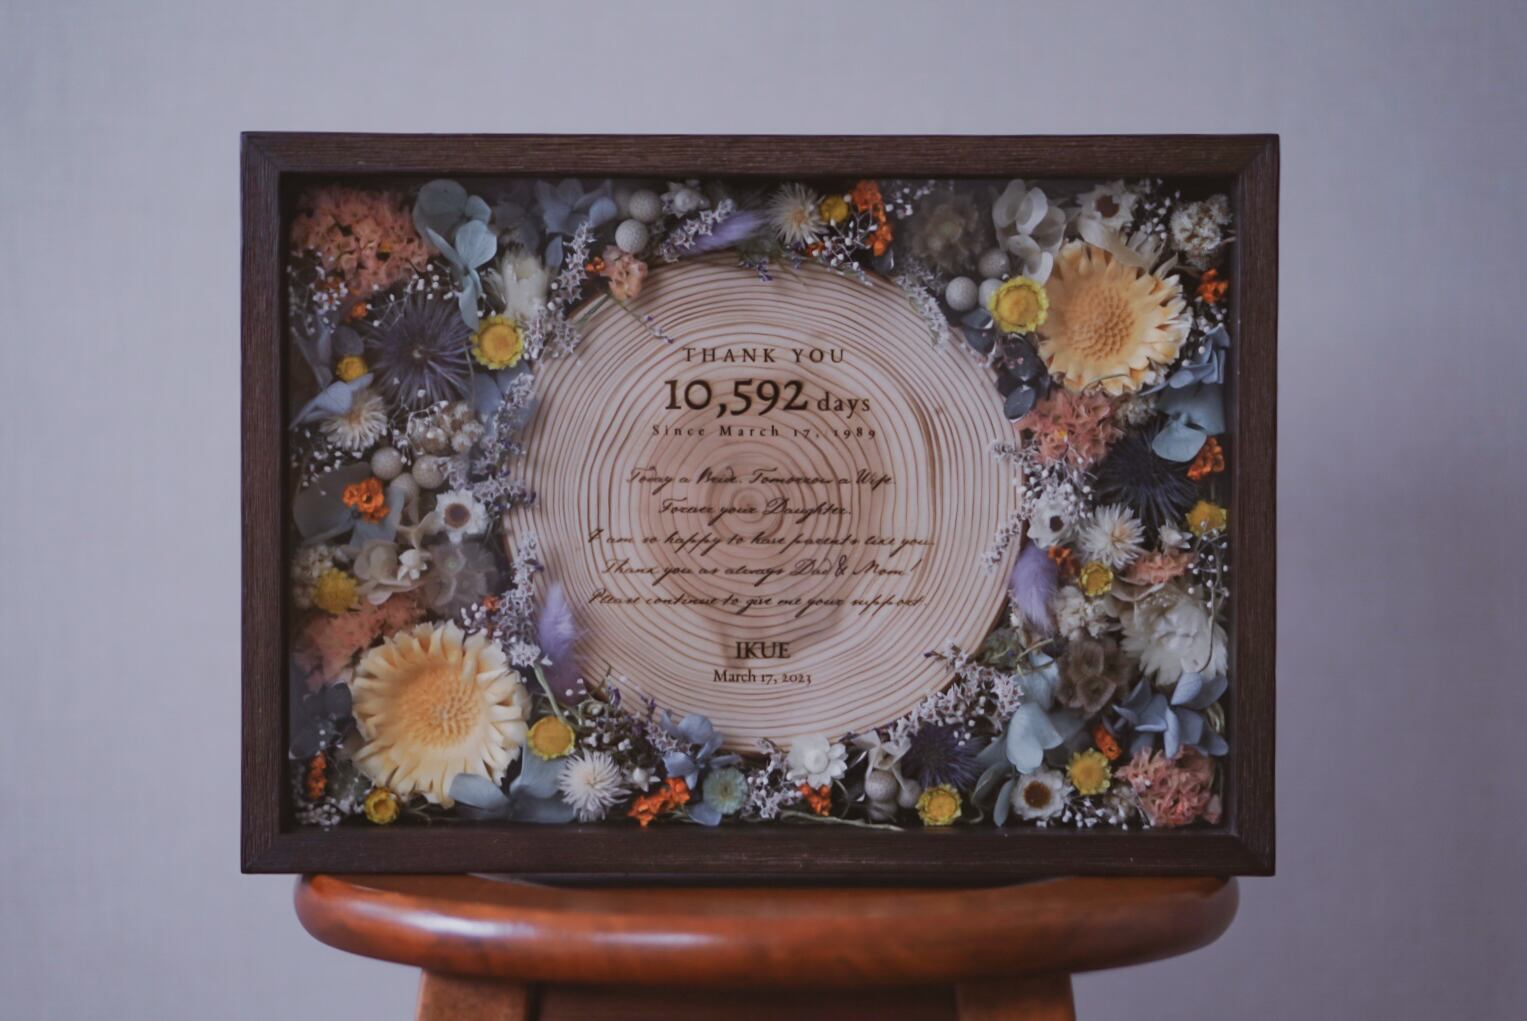 THANK YOU
10,592 days
Since March 17, 1989
Today a Bride. Tomorrow a Wife.
Forever your Daughter.
I am so happy to have parents like you.
Thank you as always Dad & Mom!
Please continue to give me your support.
IKUE
March 17, 2023